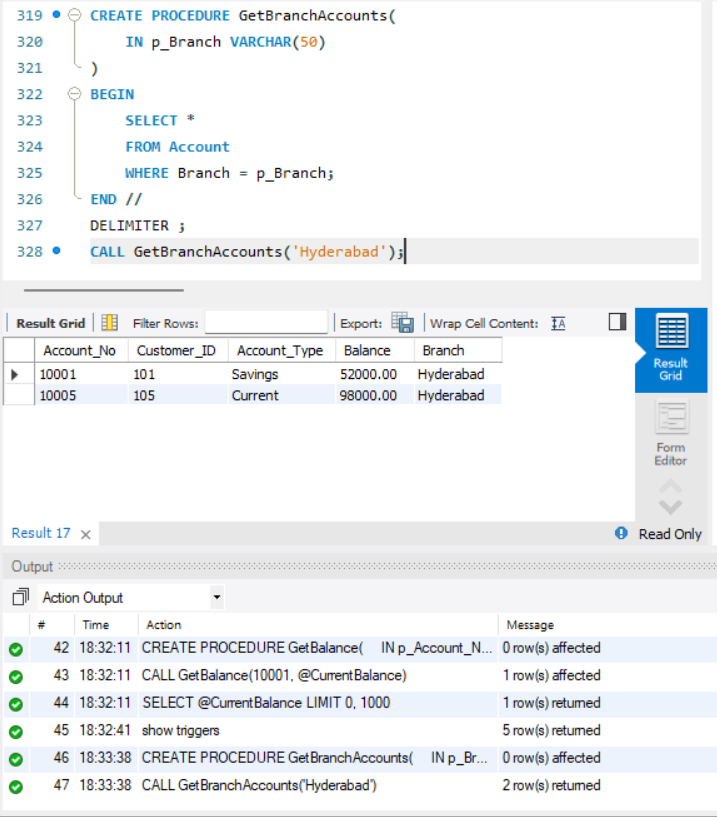 319 CREATE PROCEDURE GetBranchAccounts(
320 IN p_Branch VARCHAR(50)
321 )
322 BEGIN
323 SELECT *
324 FROM Account
325 WHERE Branch = p_Branch;
326 END //
327 DELIMITER ;
328 CALL GetBranchAccounts('Hyderabad');
Result Grid Filter Rows: Export: Wrap Cell Content:
Account_No Customer_ID Account_Type Balance Branch
10001 101 Savings 52000.00 Hyderabad
10005 105 Current 98000.00 Hyderabad
Result
Grid
Form
Editor
Result 17 Read Only
Output
Action Output
# Time Action Message
42 18:32:11 CREATE PROCEDURE GetBalance( IN p_Account_N... 0 row(s) affected
43 18:32:11 CALL GetBalance(10001, @CurrentBalance) 1 row(s) affected
44 18:32:11 SELECT @CurrentBalance LIMIT 0, 1000 1 row(s) returned
45 18:32:41 show triggers 5 row(s) returned
46 18:33:38 CREATE PROCEDURE GetBranchAccounts( IN p_Br... 0 row(s) affected
47 18:33:38 CALL GetBranchAccounts('Hyderabad') 2 row(s) returned